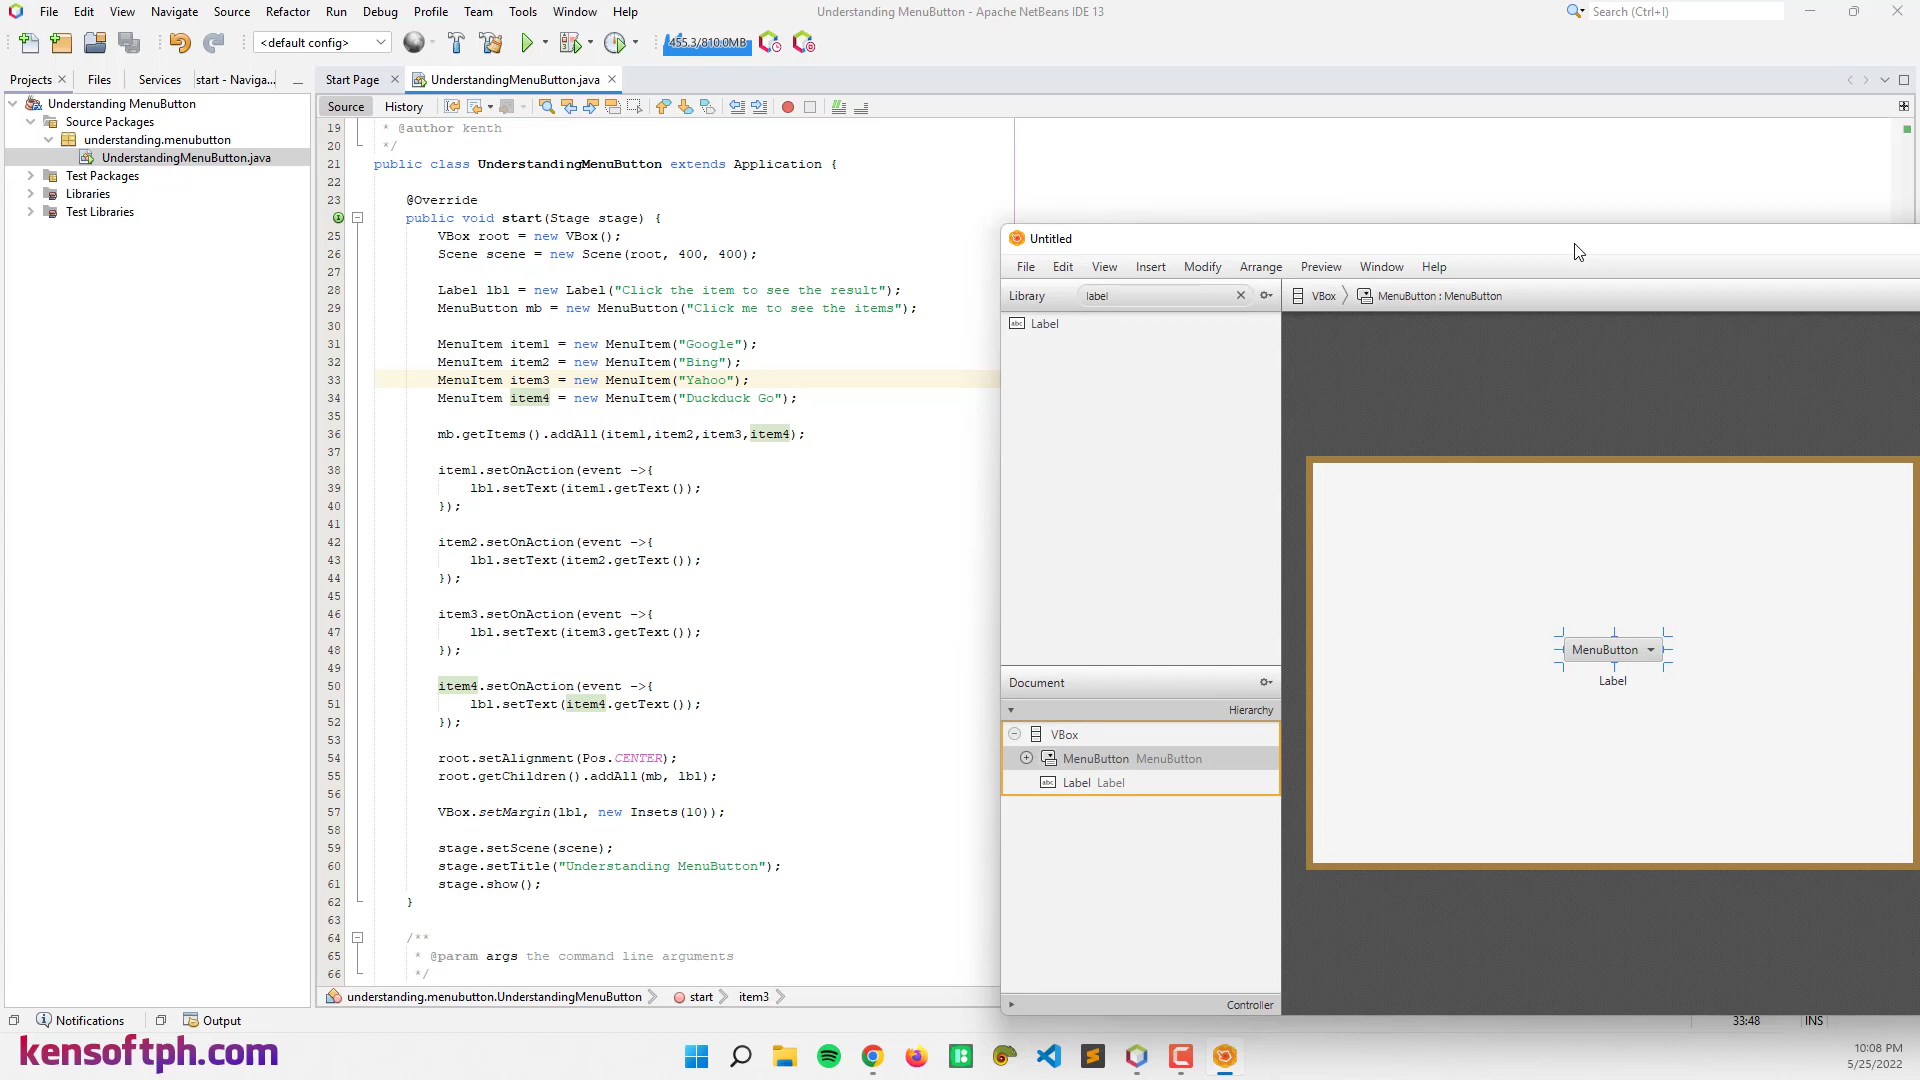 File Edit View Navigate Source Refactor Run Debug Profile Team Tools Window Help
Understanding MenuButton - Apache NetBeans IDE 13
Search (Ctrl+I)
<default config>
455.3/810.0MB
Projects Files Services start - Naviga...
Start Page UnderstandingMenuButton.java
Understanding MenuButton
Source Packages
understanding.menubutton
UnderstandingMenuButton.java
Test Packages
Libraries
Test Libraries
Source History
19 * @author kenth
20 */
21 public class UnderstandingMenuButton extends Application {
22
23 @Override
public void start(Stage stage) {
25 VBox root = new VBox();
26 Scene scene = new Scene(root, 400, 400);
27
28 Label lbl = new Label("Click the item to see the result");
29 MenuButton mb = new MenuButton("Click me to see the items");
30
31 MenuItem item1 = new MenuItem("Google");
32 MenuItem item2 = new MenuItem("Bing");
33 MenuItem item3 = new MenuItem("Yahoo");
34 MenuItem item4 = new MenuItem("Duckduck Go");
35
36 mb.getItems().addAll(item1,item2,item3,item4);
37
38 item1.setOnAction(event ->{
39 lbl.setText(item1.getText());
40 });
41
42 item2.setOnAction(event ->{
43 lbl.setText(item2.getText());
44 });
45
46 item3.setOnAction(event ->{
47 lbl.setText(item3.getText());
48 });
49
50 item4.setOnAction(event ->{
51 lbl.setText(item4.getText());
52 });
53
54 root.setAlignment(Pos.CENTER);
55 root.getChildren().addAll(mb, lbl);
56
57 VBox.setMargin(lbl, new Insets(10));
58
59 stage.setScene(scene);
60 stage.setTitle("Understanding MenuButton");
61 stage.show();
62 }
63
64 /**
65 * @param args the command line arguments
66 */
understanding.menubutton.UnderstandingMenuButton start item3
Untitled
File Edit View Insert Modify Arrange Preview Window Help
Library label
VBox MenuButton : MenuButton
abc Label
MenuButton
Label
Document
Hierarchy
VBox
MenuButton MenuButton
abc Label Label
Controller
Notifications Output
33:48 INS
kensoftph.com
10:08 PM
5/25/2022